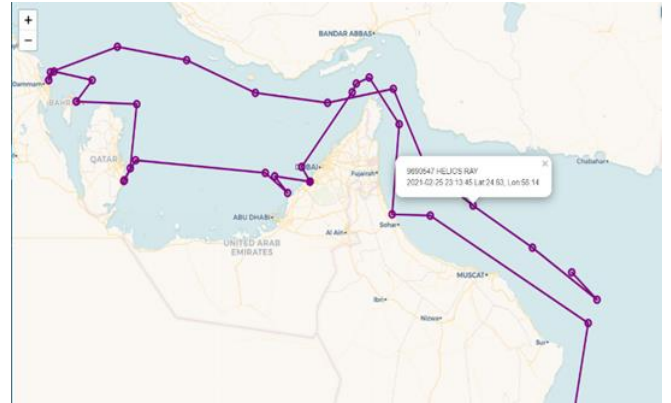 +
−
BANDAR ABBAS•
Dammam
BAHR
QATAR
DUBAI
Fujairah
×
9690547 HELIOS RAY
2021-02-25 23:13:45 Lat:24.63, Lon:58.14
Chabahar•
ABU DHABI•
Al Ain•
Sohar•
UNITED ARAB
EMIRATES
MUSCAT•
Ibri•
Nizwa•
Sur•